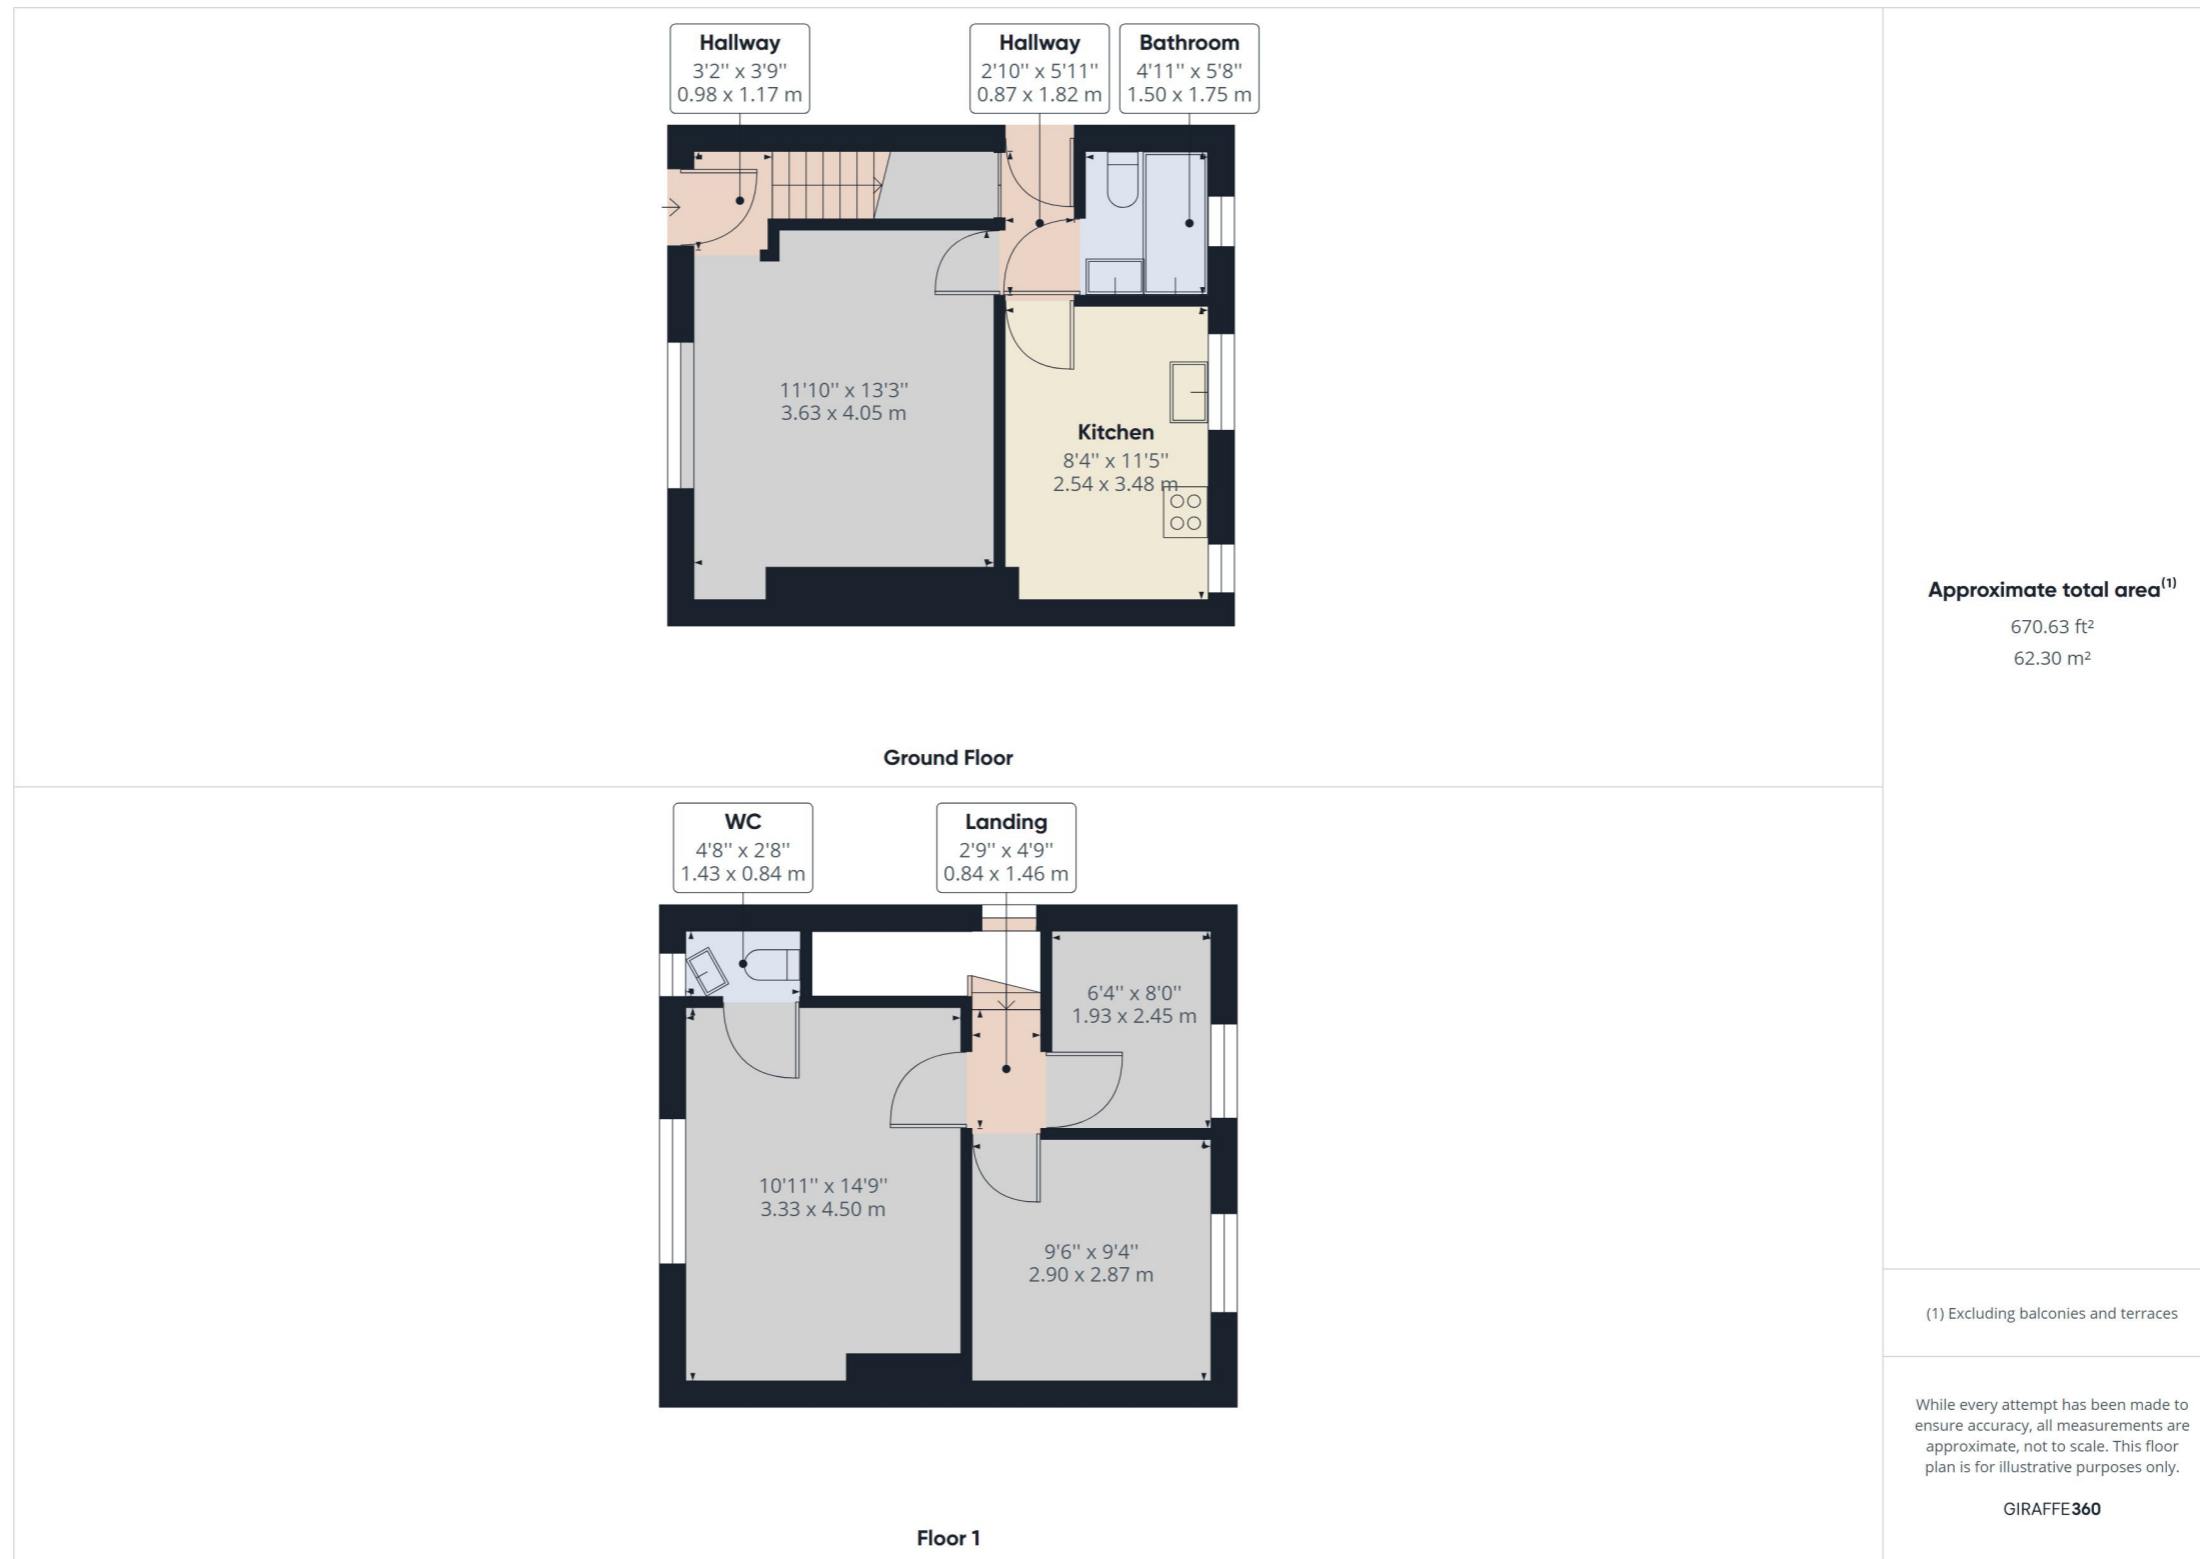 Hallway
3'2" x 3'9"
0.98 x 1.17 m
Hallway
2'10" x 5'11"
0.87 x 1.82 m
Bathroom
4'11" x 5'8"
1.50 x 1.75 m
11'10" x 13'3"
3.63 x 4.05 m
Kitchen
8'4" x 11'5"
2.54 x 3.48 m
Ground Floor
WC
4'8" x 2'8"
1.43 x 0.84 m
Landing
2'9" x 4'9"
0.84 x 1.46 m
6'4" x 8'0"
1.93 x 2.45 m
10'11" x 14'9"
3.33 x 4.50 m
9'6" x 9'4"
2.90 x 2.87 m
Floor 1
Approximate total area(1)
670.63 ft²
62.30 m²
(1) Excluding balconies and terraces
While every attempt has been made to
ensure accuracy, all measurements are
approximate, not to scale. This floor
plan is for illustrative purposes only.
GIRAFFE360